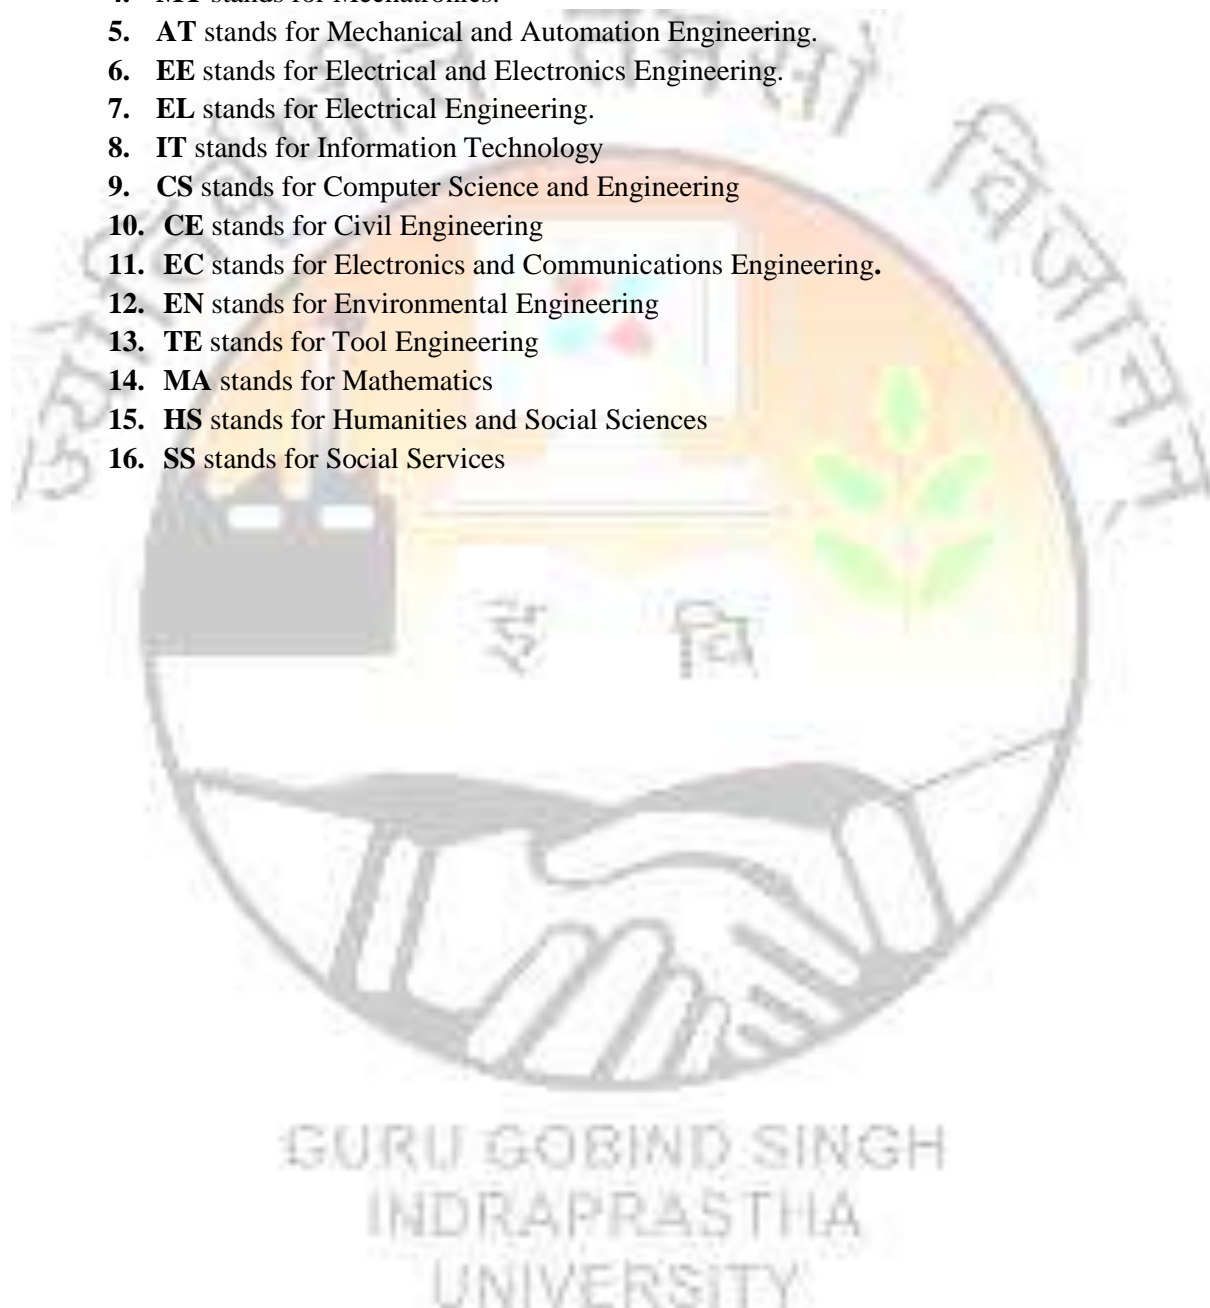 stands for Mechatronics.
5. AT stands for Mechanical and Automation Engineering.
6. EE stands for Electrical and Electronics Engineering.
7. EL stands for Electrical Engineering.
8. IT stands for Information Technology
9. CS stands for Computer Science and Engineering
10. CE stands for Civil Engineering
11. EC stands for Electronics and Communications Engineering.
12. EN stands for Environmental Engineering
13. TE stands for Tool Engineering
14. MA stands for Mathematics
15. HS stands for Humanities and Social Sciences
16. SS stands for Social Services
GURU GOBIND SINGH
INDRAPRASTHA
UNIVERSITY